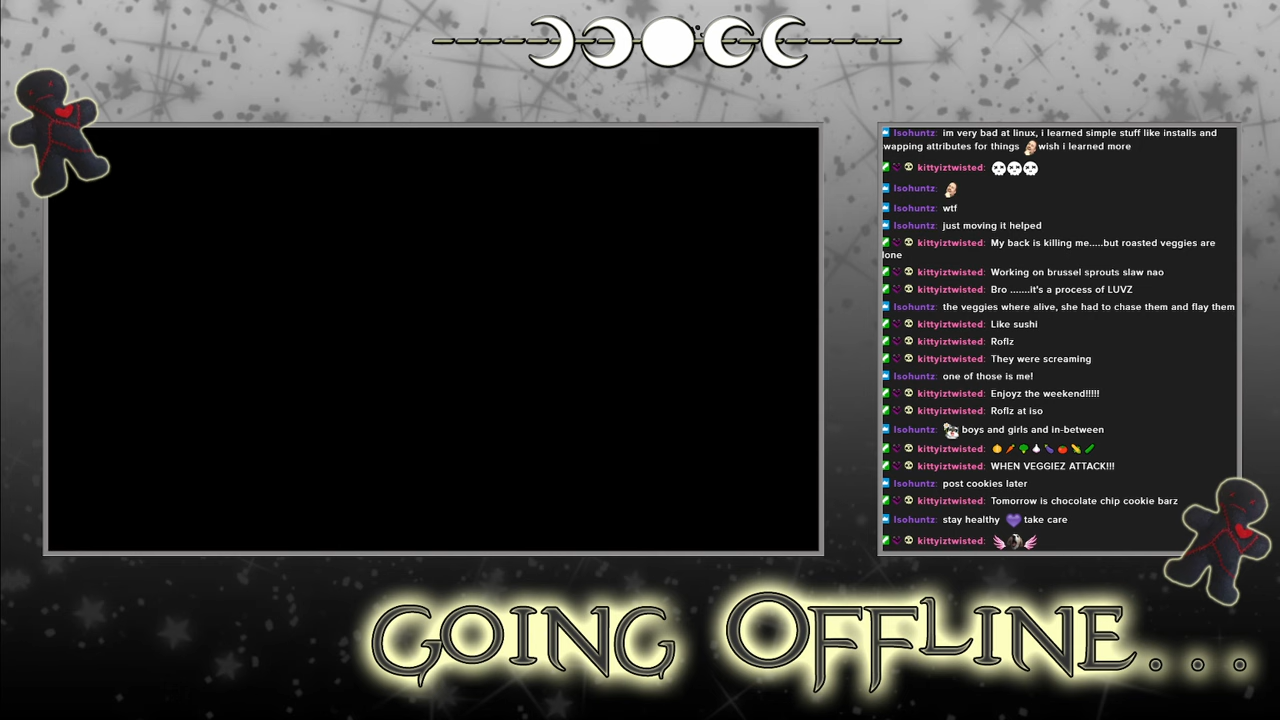 Isohuntz: im very bad at linux, i learned simple stuff like installs and
wapping attributes for things wish i learned more
kittyiztwisted:
Isohuntz:
Isohuntz: wtf
Isohuntz: just moving it helped
kittyiztwisted: My back is killing me.....but roasted veggies are
lone
kittyiztwisted: Working on brussel sprouts slaw nao
kittyiztwisted: Bro .......it's a process of LUVZ
Isohuntz: the veggies where alive, she had to chase them and flay them
kittyiztwisted: Like sushi
kittyiztwisted: Roflz
kittyiztwisted: They were screaming
Isohuntz: one of those is me!
kittyiztwisted: Enjoyz the weekend!!!!!
kittyiztwisted: Roflz at iso
Isohuntz: boys and girls and in-between
kittyiztwisted:
kittyiztwisted: WHEN VEGGIEZ ATTACK!!!
Isohuntz: post cookies later
kittyiztwisted: Tomorrow is chocolate chip cookie barz
Isohuntz: stay healthy 💜 take care
kittyiztwisted:
GOING OFFLINE...